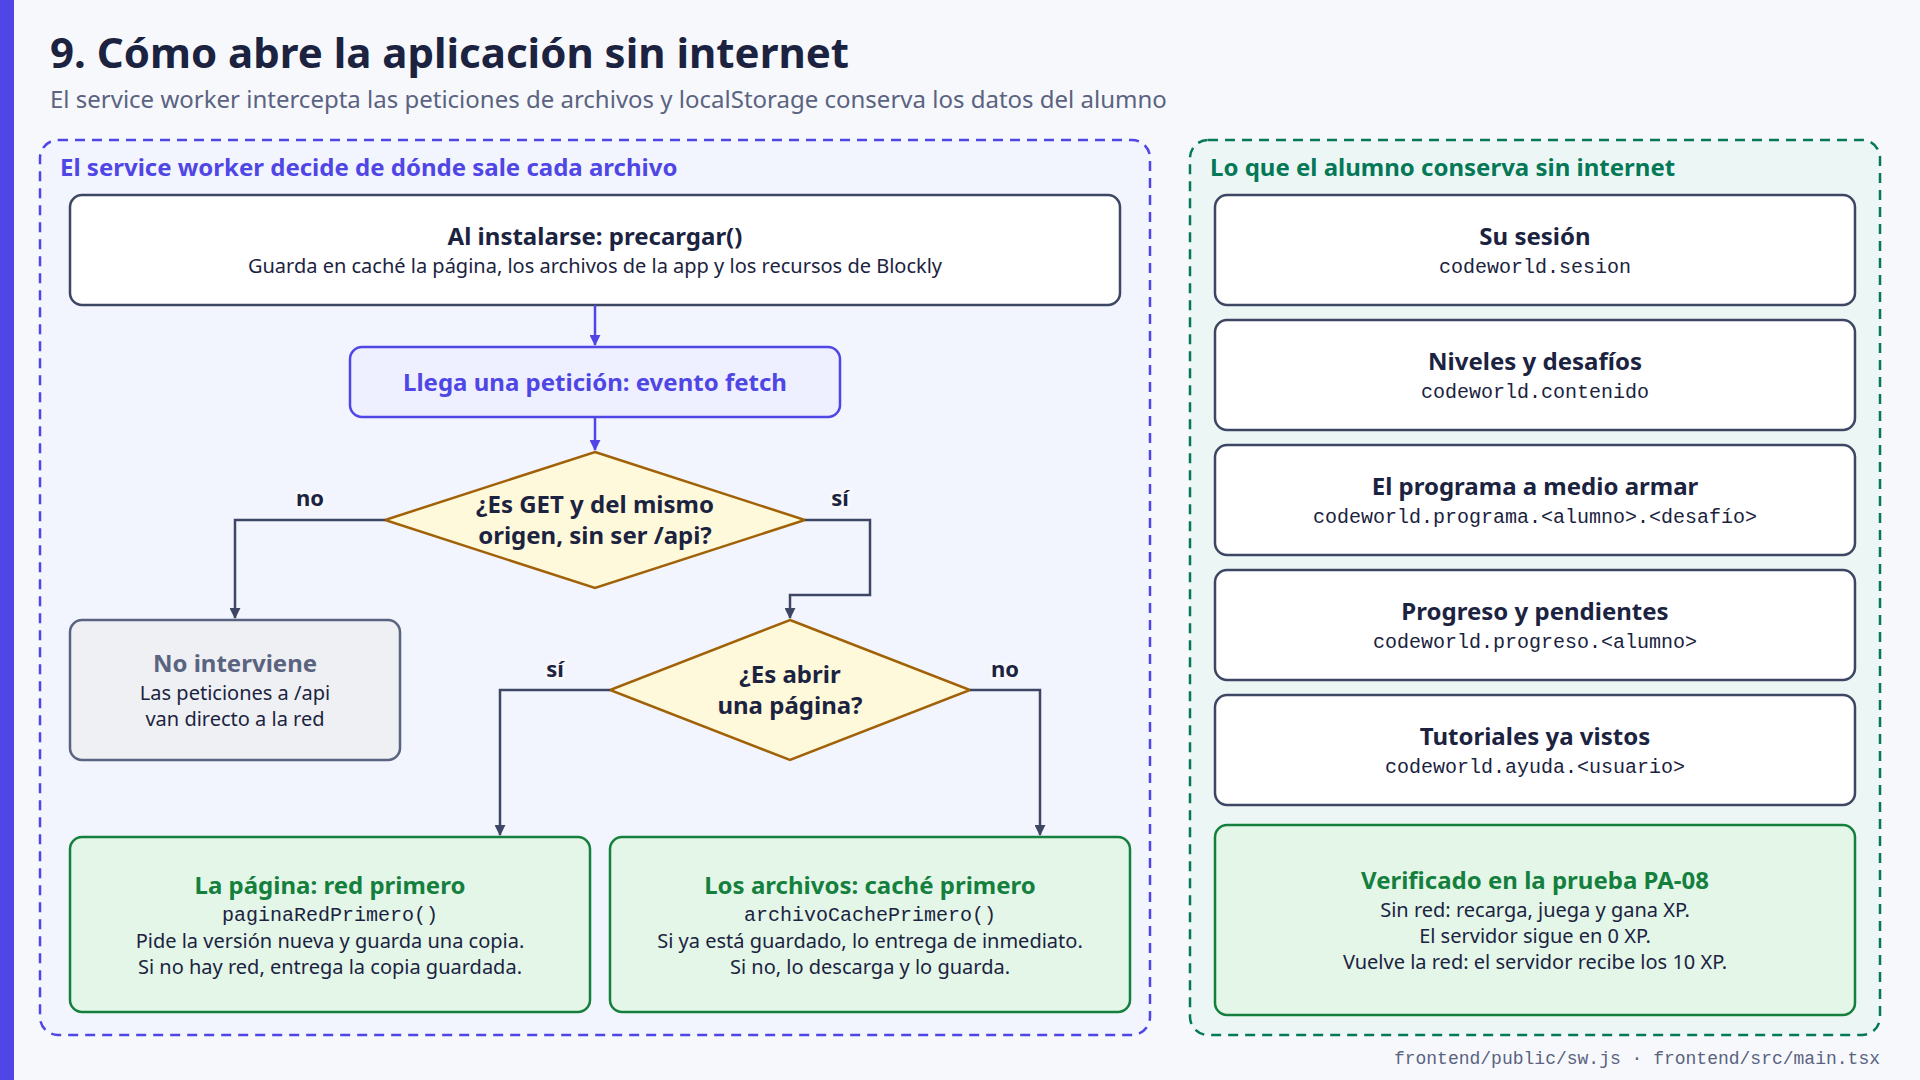 9. Cómo abre la aplicación sin internet
El service worker intercepta las peticiones de archivos y localStorage conserva los datos del alumno
El service worker decide de dónde sale cada archivo
Al instalarse: precargar()
Guarda en caché la página, los archivos de la app y los recursos de Blockly
Llega una petición: evento fetch
¿Es GET y del mismo
origen, sin ser /api?
no
sí
No interviene
Las peticiones a /api
van directo a la red
¿Es abrir
una página?
sí
no
La página: red primero
paginaRedPrimero()
Pide la versión nueva y guarda una copia.
Si no hay red, entrega la copia guardada.
Los archivos: caché primero
archivoCachePrimero()
Si ya está guardado, lo entrega de inmediato.
Si no, lo descarga y lo guarda.
Lo que el alumno conserva sin internet
Su sesión
codeworld.sesion
Niveles y desafíos
codeworld.contenido
El programa a medio armar
codeworld.programa.<alumno>.<desafío>
Progreso y pendientes
codeworld.progreso.<alumno>
Tutoriales ya vistos
codeworld.ayuda.<usuario>
Verificado en la prueba PA-08
Sin red: recarga, juega y gana XP.
El servidor sigue en 0 XP.
Vuelve la red: el servidor recibe los 10 XP.
frontend/public/sw.js · frontend/src/main.tsx